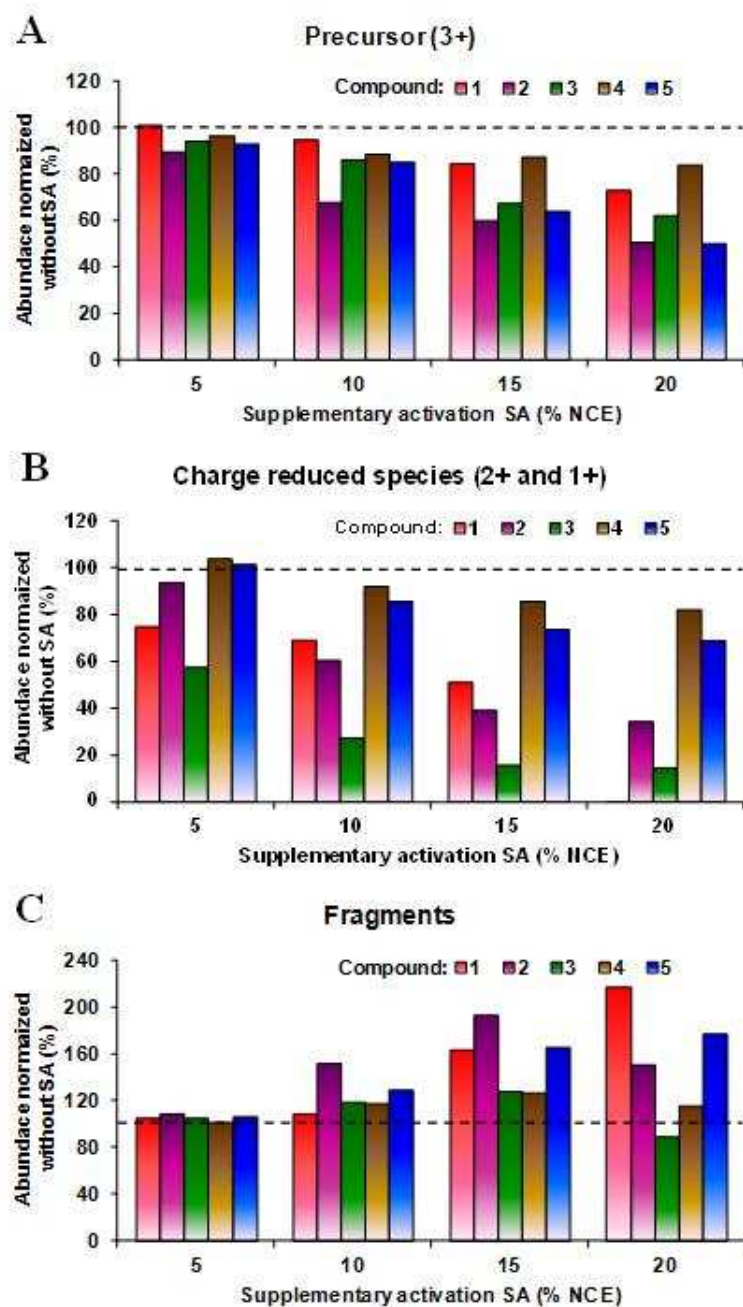 A
Precursor (3+)
Compound: 1 2 3 4 5
120
100
80
60
40
20
0
Abundace normaized
without SA (%)
5 10 15 20
Supplementary activation SA (% NCE)
B
Charge reduced species (2+ and 1+)
Compound: 1 2 3 4 5
120
100
80
60
40
20
0
Abundace normaized
without SA (%)
5 10 15 20
Supplementary activation SA (% NCE)
C
Fragments
Compound: 1 2 3 4 5
240
200
160
120
80
40
0
Abundace normaized
without SA (%)
5 10 15 20
Supplementary activation SA (% NCE)